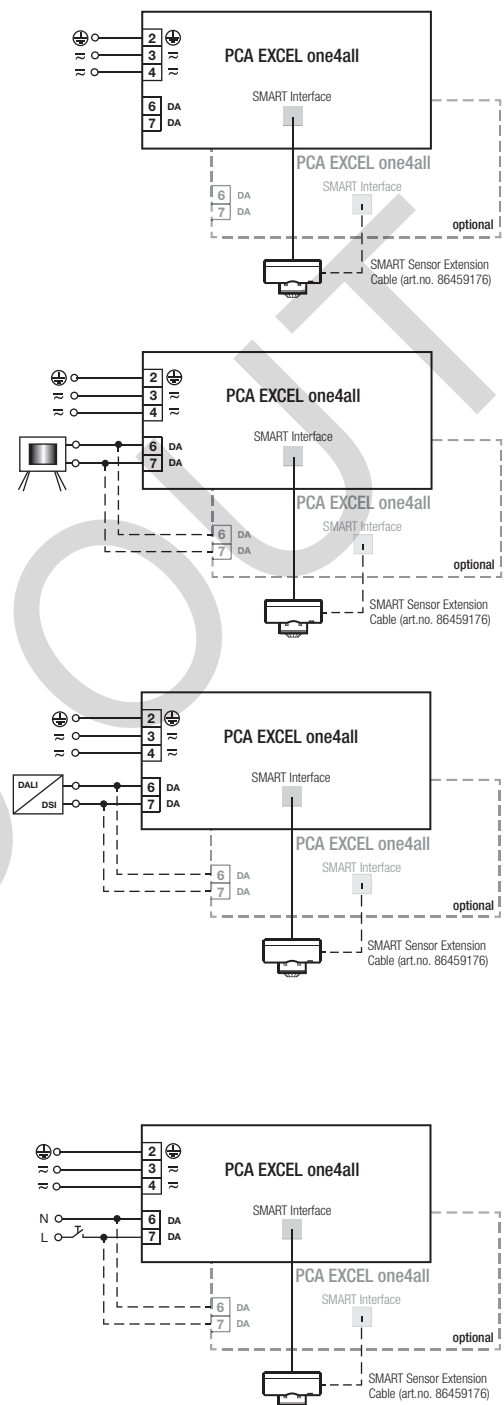 2
3 PCA EXCEL one4all
4
SMART Interface
6 DA
7 DA
PCA EXCEL one4all
SMART Interface
6 DA
7 DA
optional
SMART Sensor Extension
Cable (art.no. 86459176)
2
3 PCA EXCEL one4all
4
SMART Interface
6 DA
7 DA
PCA EXCEL one4all
SMART Interface
6 DA
7 DA
optional
SMART Sensor Extension
Cable (art.no. 86459176)
2
3 PCA EXCEL one4all
4
SMART Interface
DALI
DSI
6 DA
7 DA
PCA EXCEL one4all
SMART Interface
6 DA
7 DA
optional
SMART Sensor Extension
Cable (art.no. 86459176)
2
3 PCA EXCEL one4all
4
SMART Interface
N 6 DA
L T 7 DA
PCA EXCEL one4all
SMART Interface
6 DA
7 DA
optional
SMART Sensor Extension
Cable (art.no. 86459176)
OUT